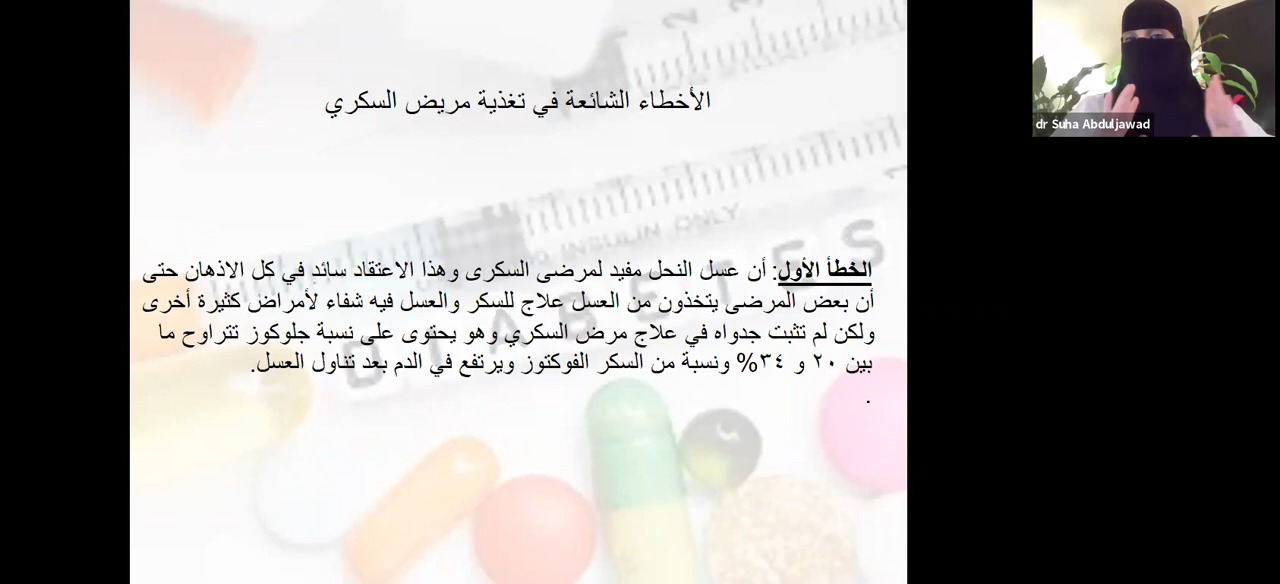 الأخطاء الشائعة في تغذية مريض السكري
الخطأ الأول: أن عسل النحل مفيد لمرضى السكرى وهذا الاعتقاد سائد في كل الاذهان حتى
أن بعض المرضى يتخذون من العسل علاج للسكر والعسل فيه شفاء لأمراض كثيرة أخرى
ولكن لم تثبت جدواه في علاج مرض السكري وهو يحتوى على نسبة جلوكوز تتراوح ما
بين ٢٠ و ٣٤% ونسبة من السكر الفوكتوز ويرتفع في الدم بعد تناول العسل.
.
dr Suha Abduljawad
INSULIN ONLY
DIABETES